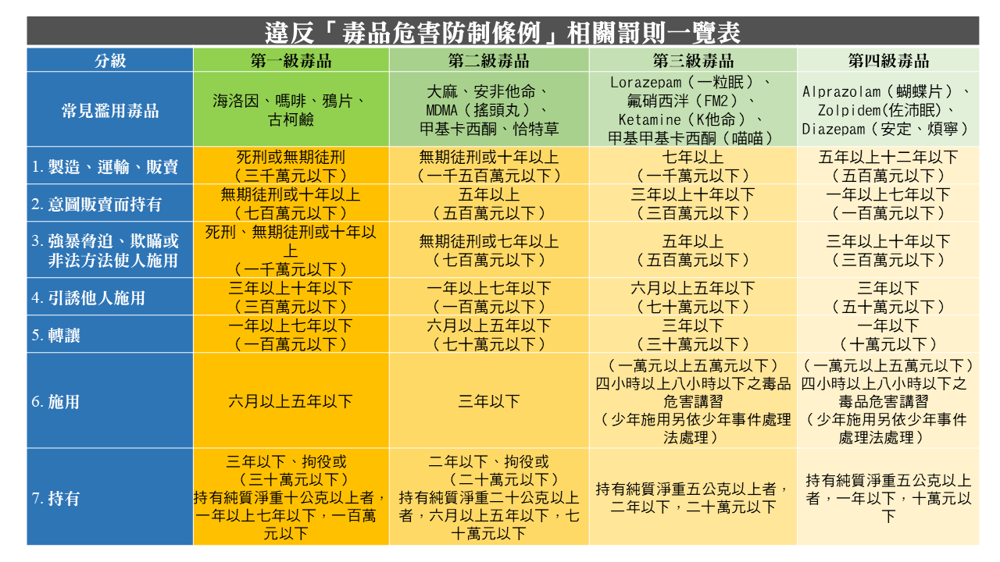 違反「毒品危害防制條例」相關罰則一覽表
分級
第一級毒品
第二級毒品
第三級毒品
第四級毒品
常見濫用毒品
海洛因、嗎啡、鴉片、
古柯鹼
大麻、安非他命、
MDMA（搖頭丸）、
甲基卡西酮、恰特草
Lorazepam（一粒眠）、
氟硝西泮（FM2）、
Ketamine（K他命）、
甲基甲基卡西酮（喵喵）
Alprazolam（蝴蝶片）、
Zolpidem(佐沛眠)、
Diazepam（安定、煩寧）
1. 製造、運輸、販賣
死刑或無期徒刑
（三千萬元以下）
無期徒刑或十年以上
（一千五百萬元以下）
七年以上
（一千萬元以下）
五年以上十二年以下
（五百萬元以下）
2. 意圖販賣而持有
無期徒刑或十年以上
（七百萬元以下）
五年以上
（五百萬元以下）
三年以上十年以下
（三百萬元以下）
一年以上七年以下
（一百萬元以下）
3. 強暴脅迫、欺瞞或
非法方法使人施用
死刑、無期徒刑或十年以
上
（一千萬元以下）
無期徒刑或七年以上
（七百萬元以下）
五年以上
（五百萬元以下）
三年以上十年以下
（三百萬元以下）
4. 引誘他人施用
三年以上十年以下
（三百萬元以下）
一年以上七年以下
（一百萬元以下）
六月以上五年以下
（七十萬元以下）
三年以下
（五十萬元以下）
5. 轉讓
一年以上七年以下
（一百萬元以下）
六月以上五年以下
（七十萬元以下）
三年以下
（三十萬元以下）
一年以下
（十萬元以下）
6. 施用
六月以上五年以下
三年以下
（一萬元以上五萬元以下）
四小時以上八小時以下之毒品
危害講習
（少年施用另依少年事件處理
法處理）
（一萬元以上五萬元以下）
四小時以上八小時以下之
毒品危害講習
（少年施用另依少年事件
處理法處理）
7. 持有
三年以下、拘役或
（三十萬元以下）
持有純質淨重十公克以上者，
一年以上七年以下，一百萬
元以下
二年以下、拘役或
（二十萬元以下）
持有純質淨重二十公克以上
者，六月以上五年以下，七
十萬元以下
持有純質淨重五公克以上者，
二年以下，二十萬元以下
持有純質淨重五公克以上
者，一年以下，十萬元以
下